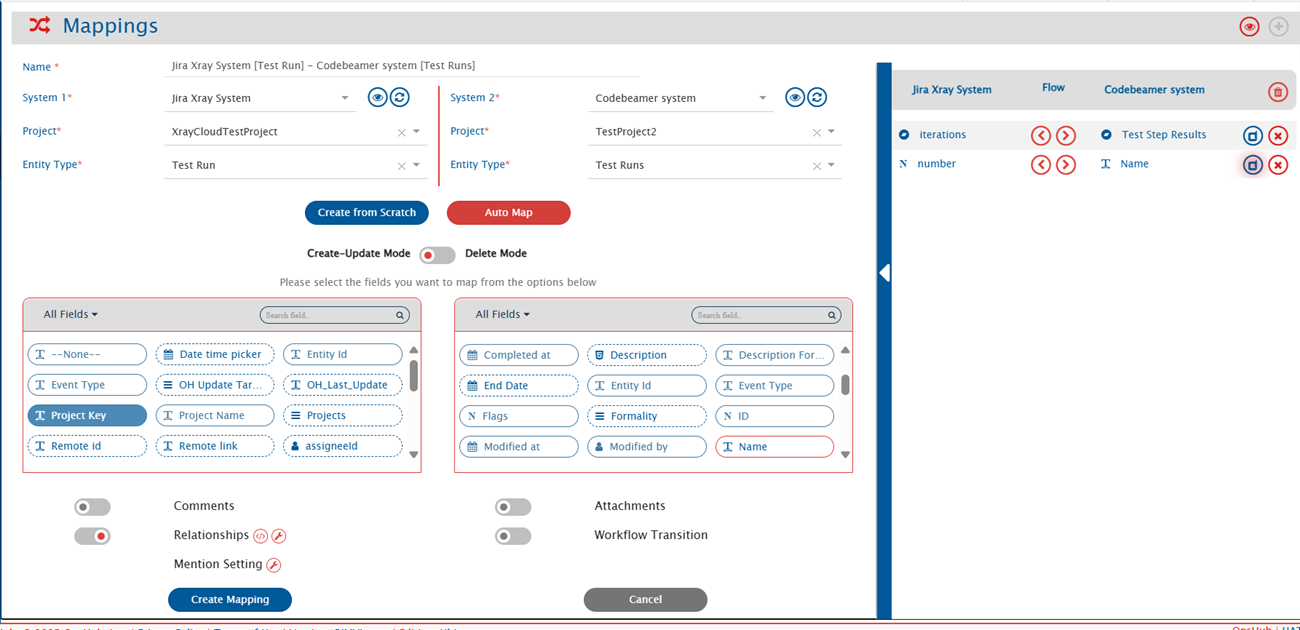 Mappings
Name *
Jira Xray System [Test Run] - Codebeamer system [Test Runs]
System 1*
Jira Xray System
System 2*
Codebeamer system
Project*
XrayCloudTestProject
Project*
TestProject2
Entity Type*
Test Run
Entity Type*
Test Runs
Create from Scratch
Auto Map
Create-Update Mode
Delete Mode
Please select the fields you want to map from the options below
All Fields
Search field..
--None--
Date time picker
Entity Id
Event Type
OH Update Tar...
OH_Last_Update
Project Key
Project Name
Projects
Remote id
Remote link
assigneeId
All Fields
Search field..
Completed at
Description
Description For...
End Date
Entity Id
Event Type
Flags
Formality
ID
Modified at
Modified by
Name
Comments
Attachments
Relationships
Workflow Transition
Mention Setting
Create Mapping
Cancel
Jira Xray System
Flow
Codebeamer system
iterations
Test Step Results
number
Name